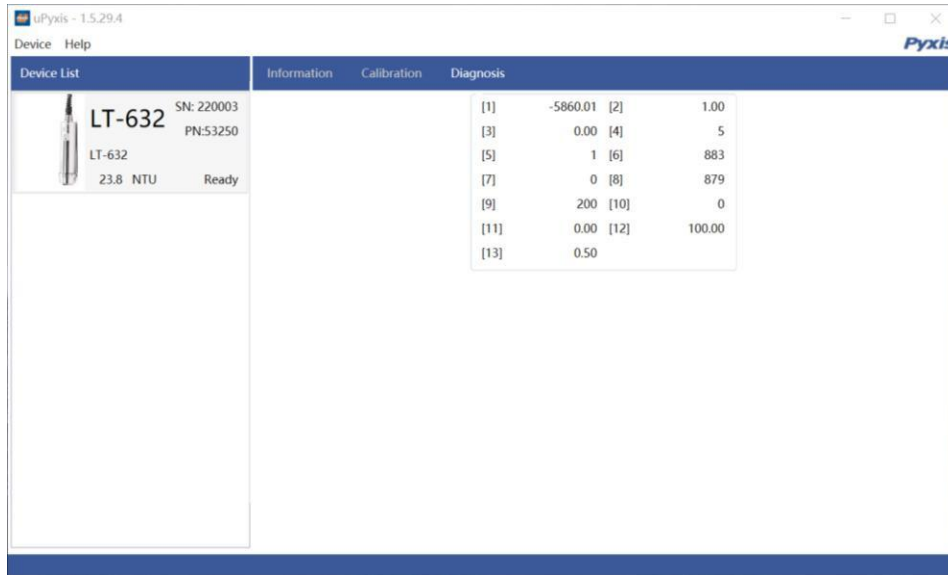 uPyxis - 1.5.29.4
Device Help
Pyxis
Device List Information Calibration Diagnosis
LT-632 SN: 220003
PN:53250
LT-632
23.8 NTU Ready
[1] -5860.01 [2] 1.00
[3] 0.00 [4] 5
[5] 1 [6] 883
[7] 0 [8] 879
[9] 200 [10] 0
[11] 0.00 [12] 100.00
[13] 0.50